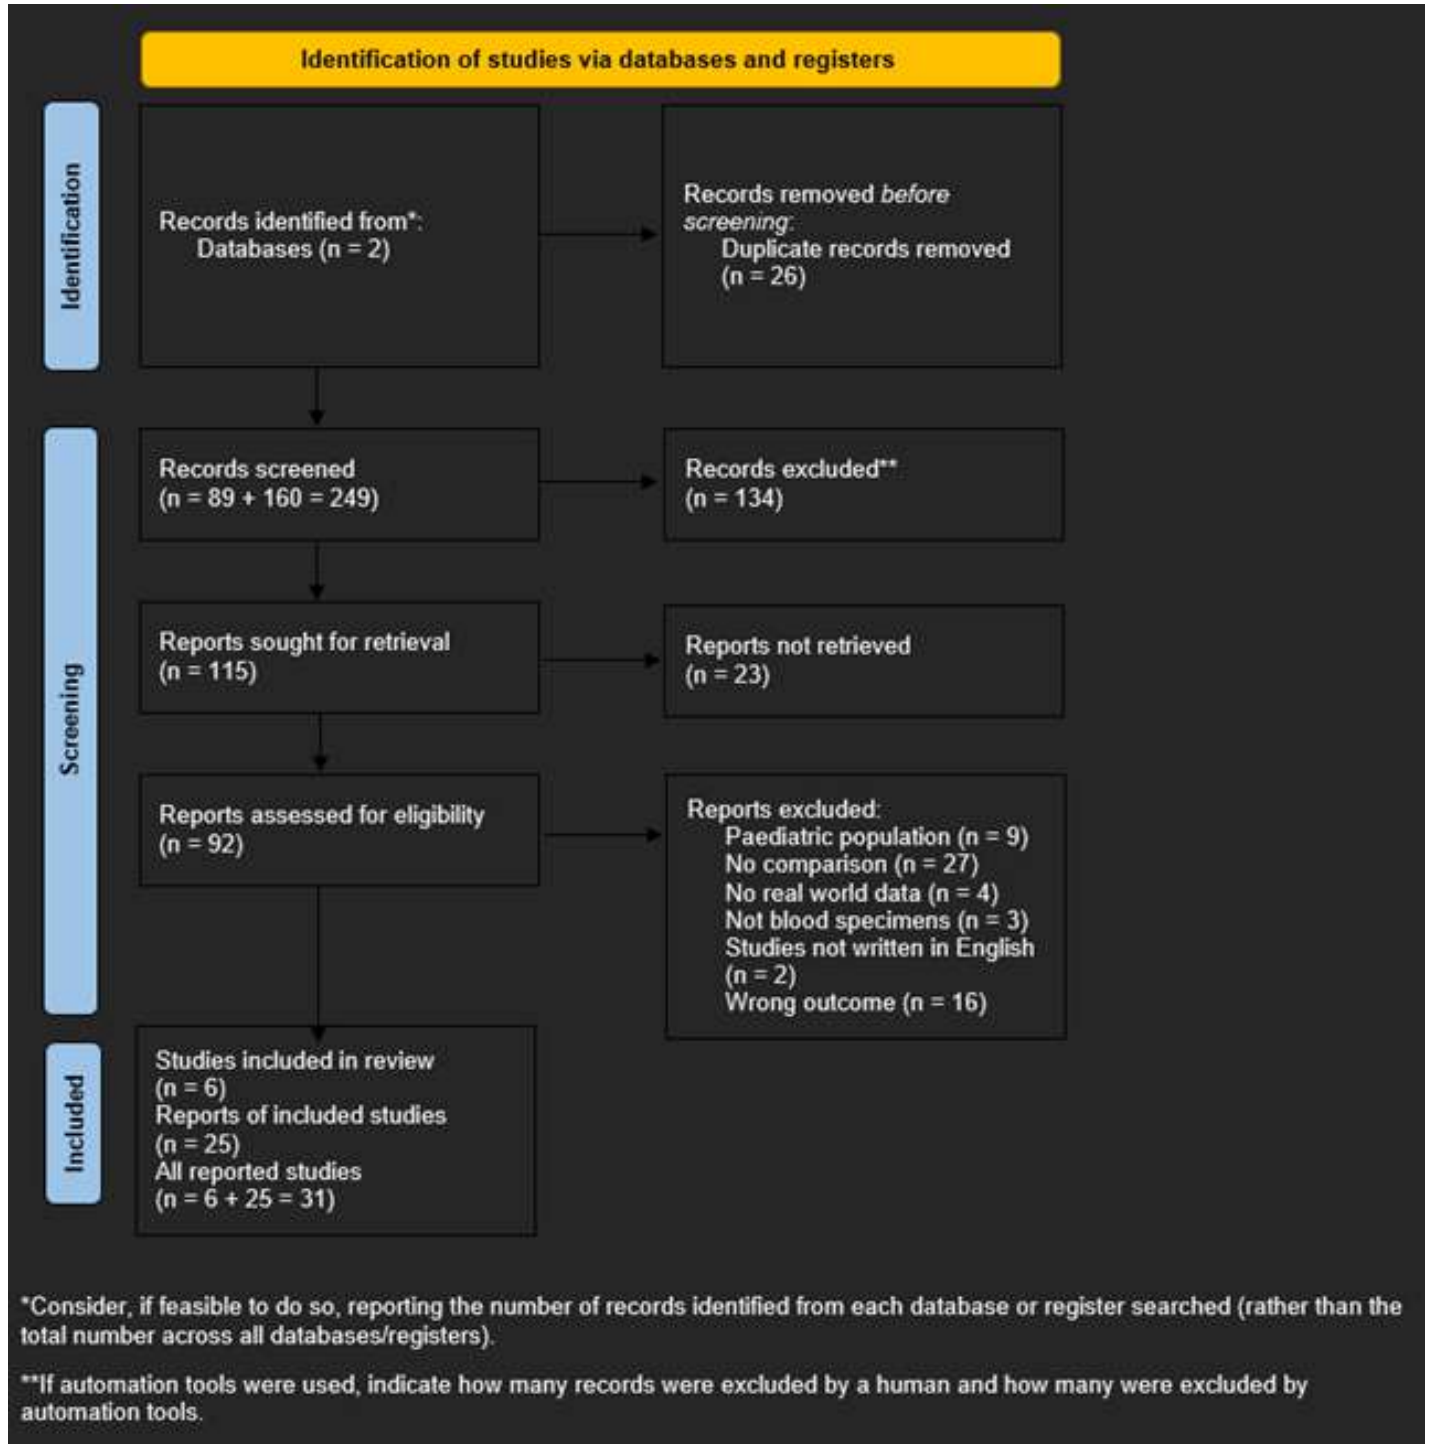 Identification of studies via databases and registers
Identification
Records identified from*:
Databases (n = 2)
Records removed before
screening:
Duplicate records removed
(n = 26)
Screening
Records screened
(n = 89 + 160 = 249)
Records excluded**
(n = 134)
Reports sought for retrieval
(n = 115)
Reports not retrieved
(n = 23)
Reports assessed for eligibility
(n = 92)
Reports excluded:
Paediatric population (n = 9)
No comparison (n = 27)
No real world data (n = 4)
Not blood specimens (n = 3)
Studies not written in English
(n = 2)
Wrong outcome (n = 16)
Included
Studies included in review
(n = 6)
Reports of included studies
(n = 25)
All reported studies
(n = 6 + 25 = 31)
*Consider, if feasible to do so, reporting the number of records identified from each database or register searched (rather than the
total number across all databases/registers).
**If automation tools were used, indicate how many records were excluded by a human and how many were excluded by
automation tools.